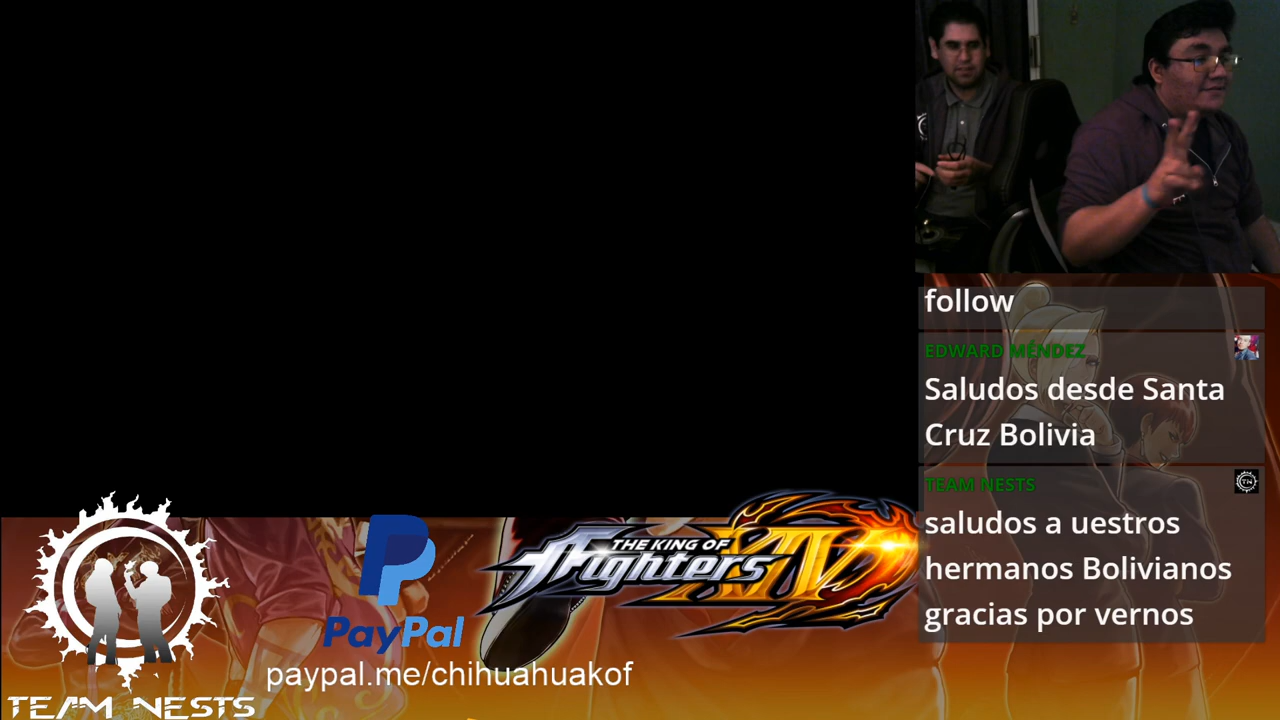 follow
EDWARD MÉNDEZ
Saludos desde Santa
Cruz Bolivia
TEAM NESTS
saludos a uestros
hermanos Bolivianos
gracias por vernos
THE KING OF
Fighters XIV
PayPal
paypal.me/chihuahuakof
TEAM NESTS
TN